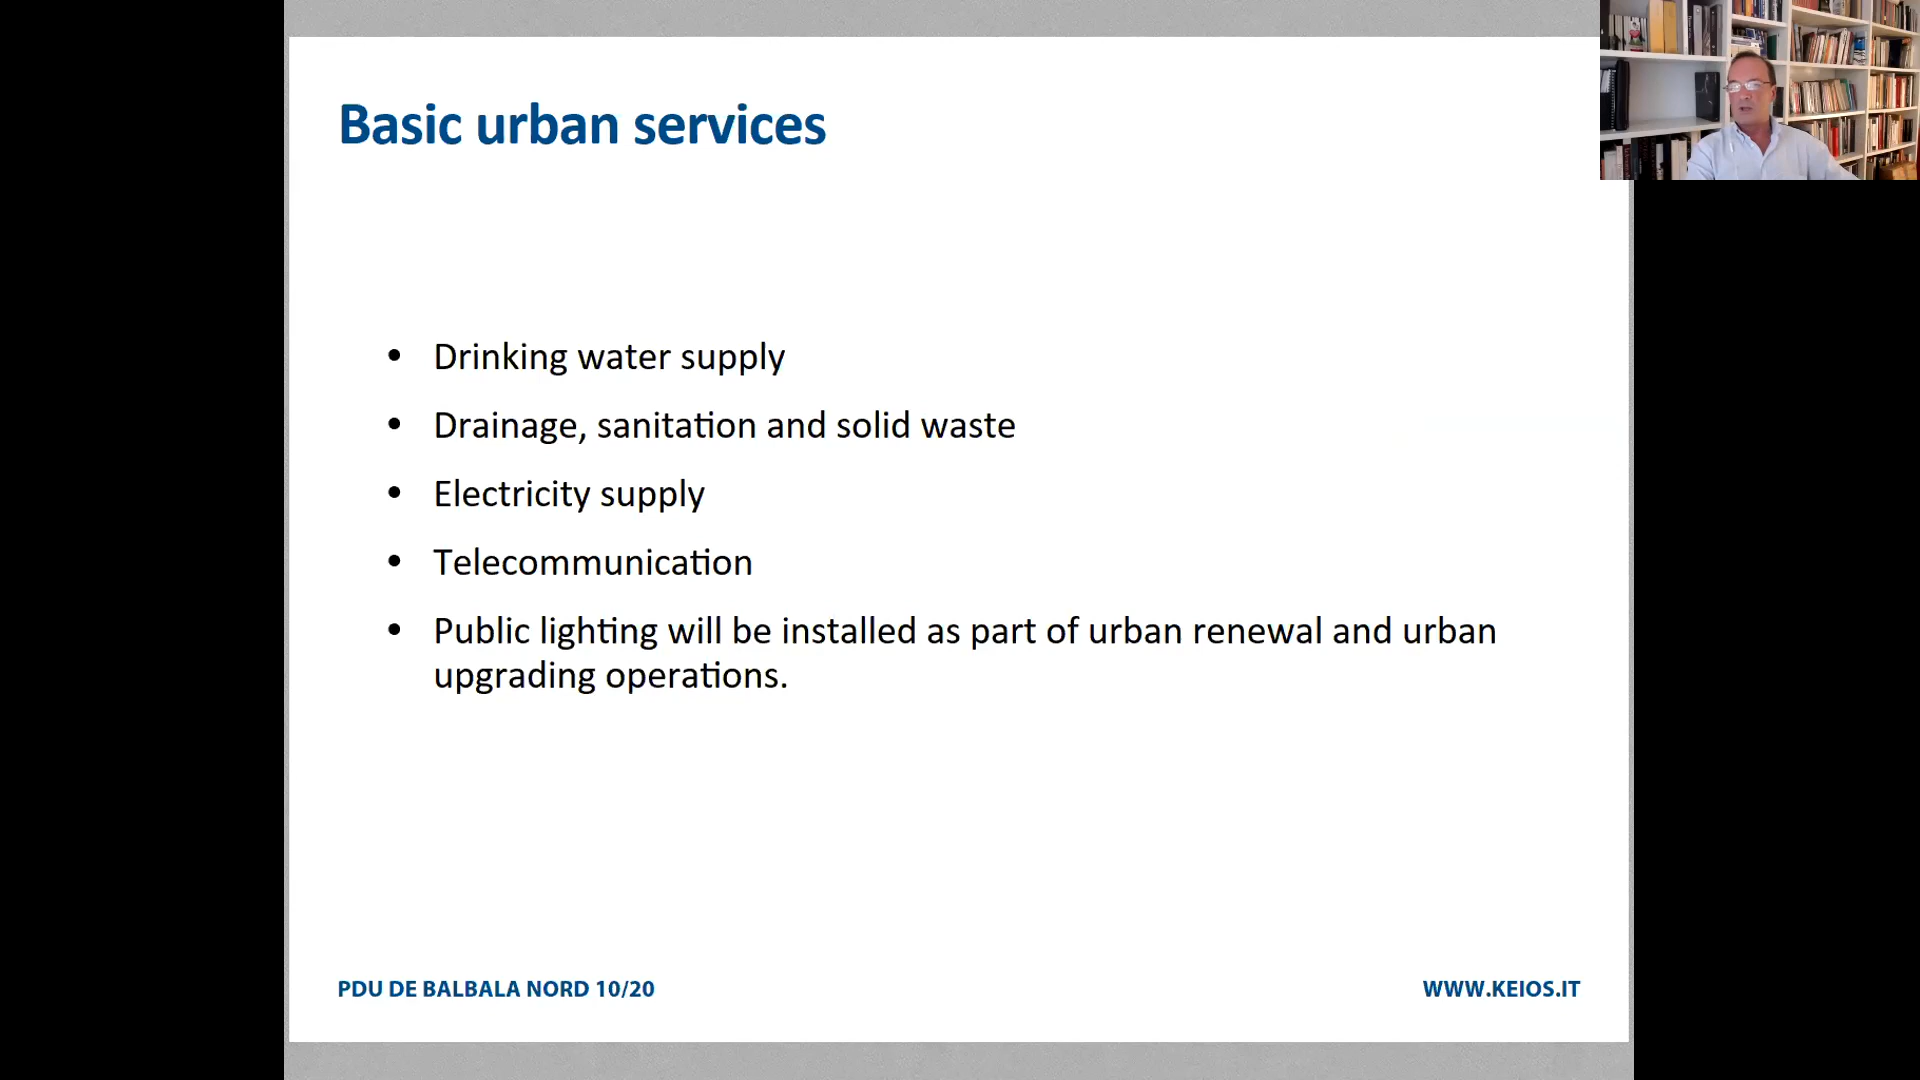 Basic urban services
• Drinking water supply
• Drainage, sanitation and solid waste
• Electricity supply
• Telecommunication
• Public lighting will be installed as part of urban renewal and urban
upgrading operations.
PDU DE BALBALA NORD 10/20
WWW.KEIOS.IT